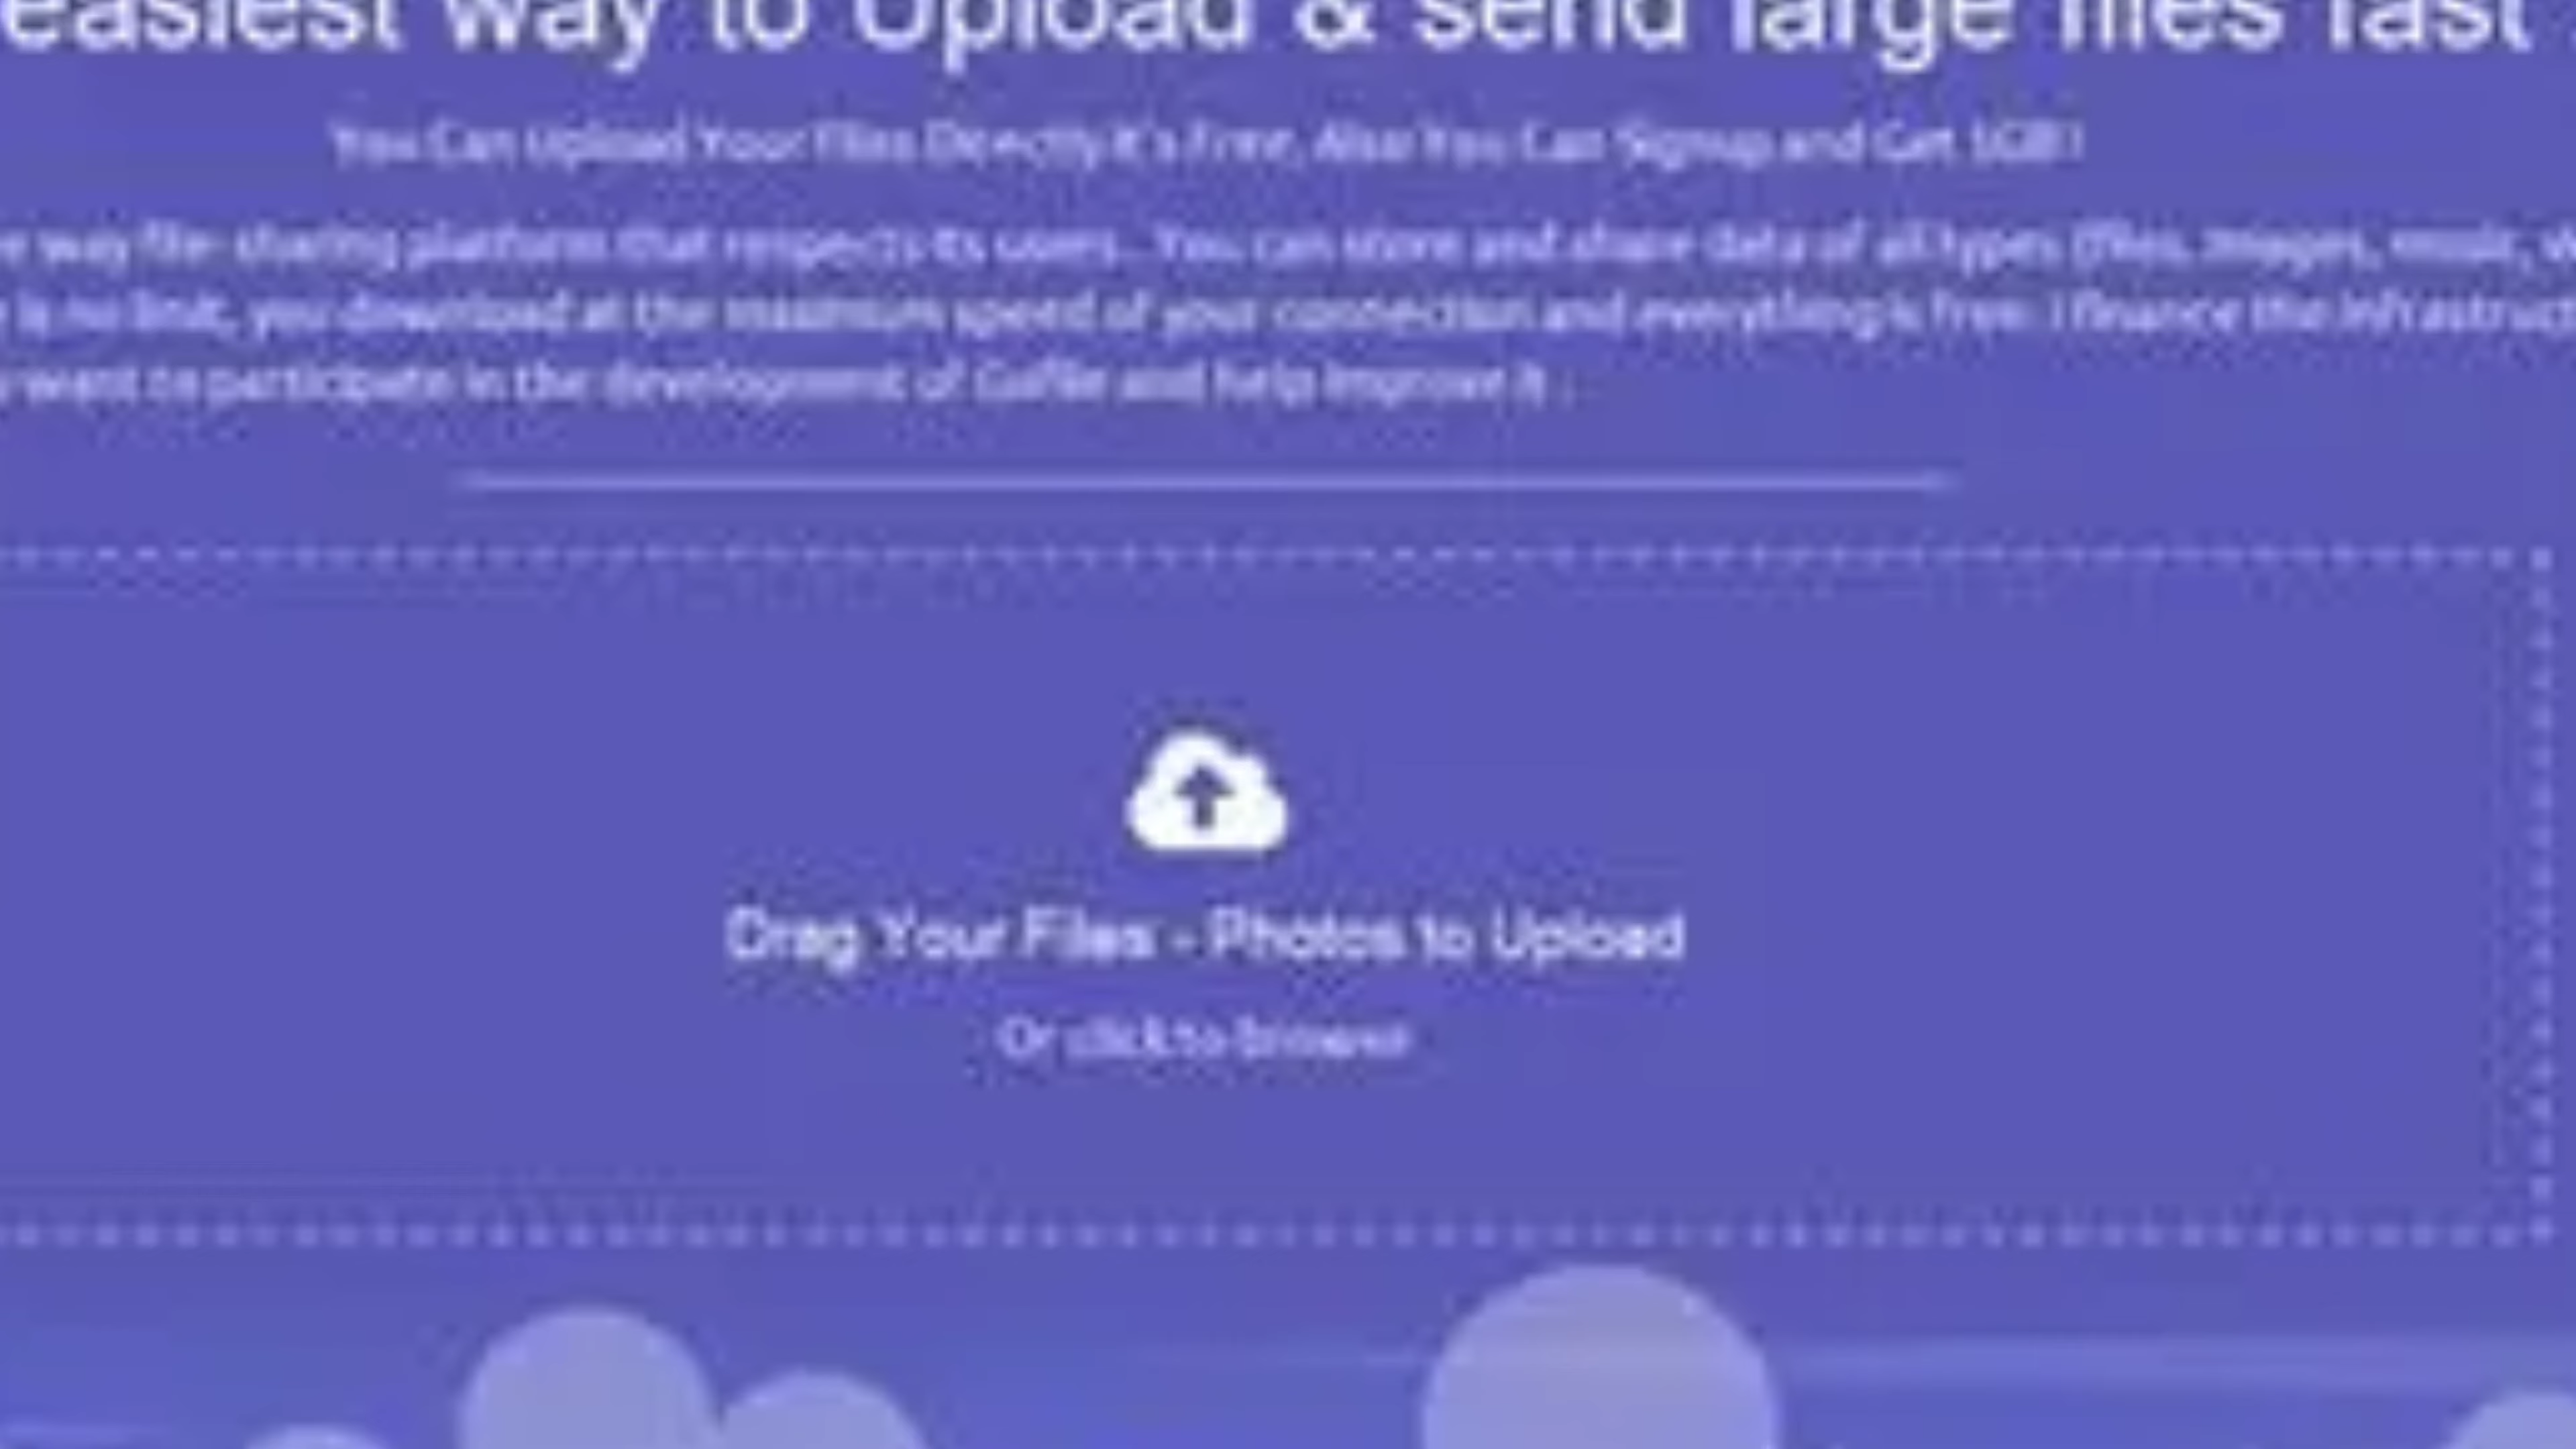 easiest way to Upload & send large files fast
You Can Upload Your Files Directly it's Free, Also You Can Signup and Get
way file-sharing platform that respects its users. You can store and share data of all types (files, images, music,
is no limit, you download at the maximum speed of your connection and everything is free. I finance the infrastruct
want to participate in the development of Gofile and help improve it.
Drag Your Files - Photos to Upload
Or click to browse